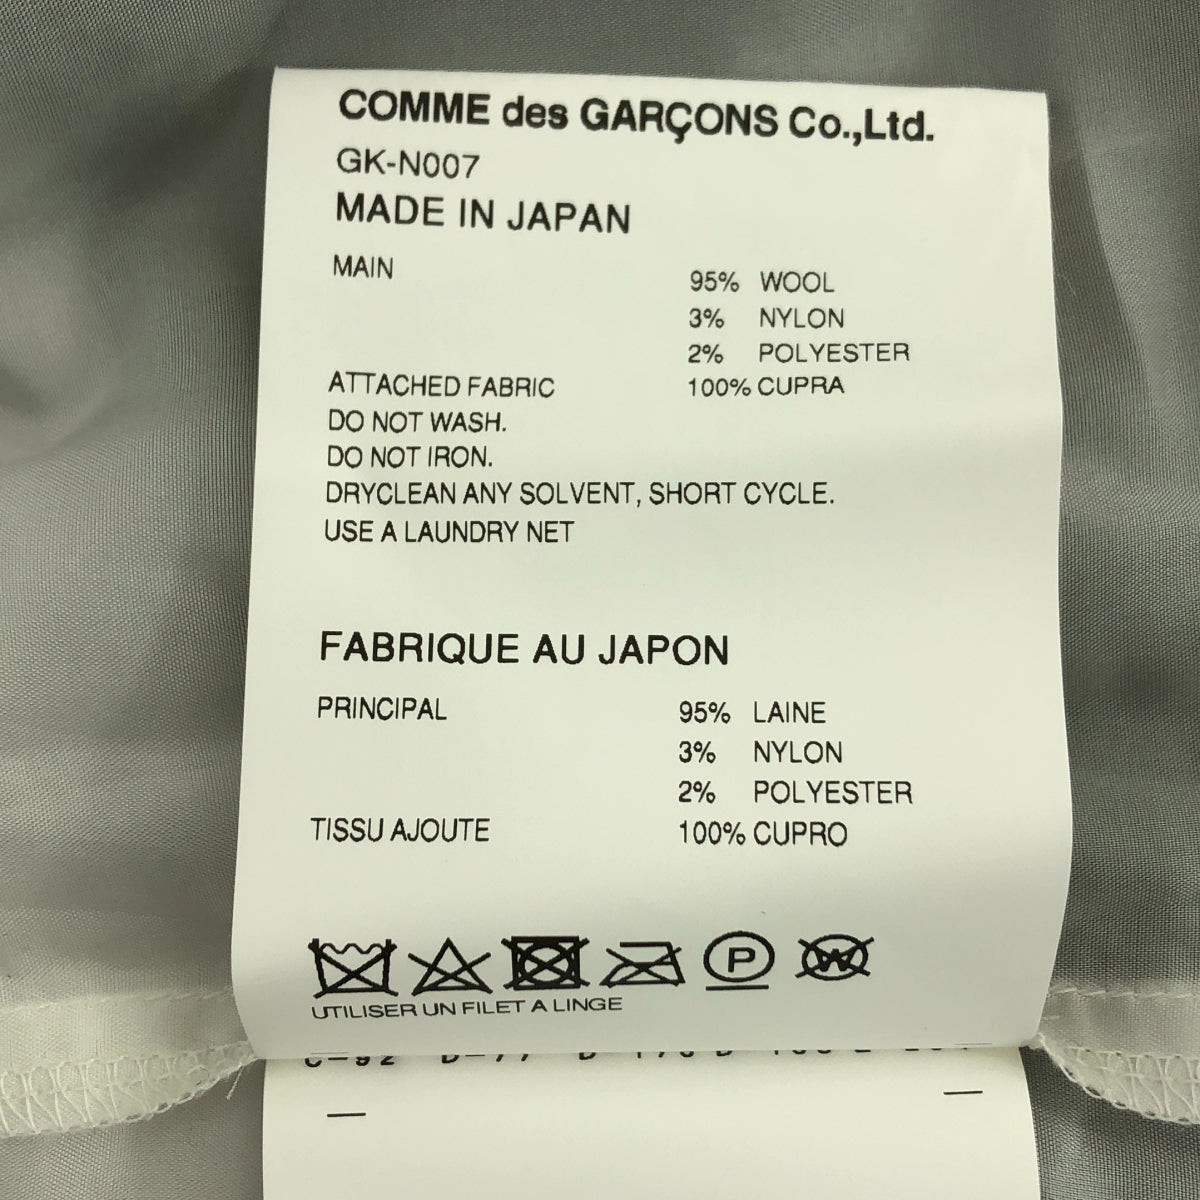 COMME des GARÇONS Co.,Ltd.
GK-N007
MADE IN JAPAN
MAIN 95% WOOL
3% NYLON
2% POLYESTER
ATTACHED FABRIC 100% CUPRA
DO NOT WASH.
DO NOT IRON.
DRYCLEAN ANY SOLVENT, SHORT CYCLE.
USE A LAUNDRY NET
FABRIQUE AU JAPON
PRINCIPAL 95% LAINE
3% NYLON
2% POLYESTER
TISSU AJOUTE 100% CUPRO
P W
UTILISER UN FILET A LINGE